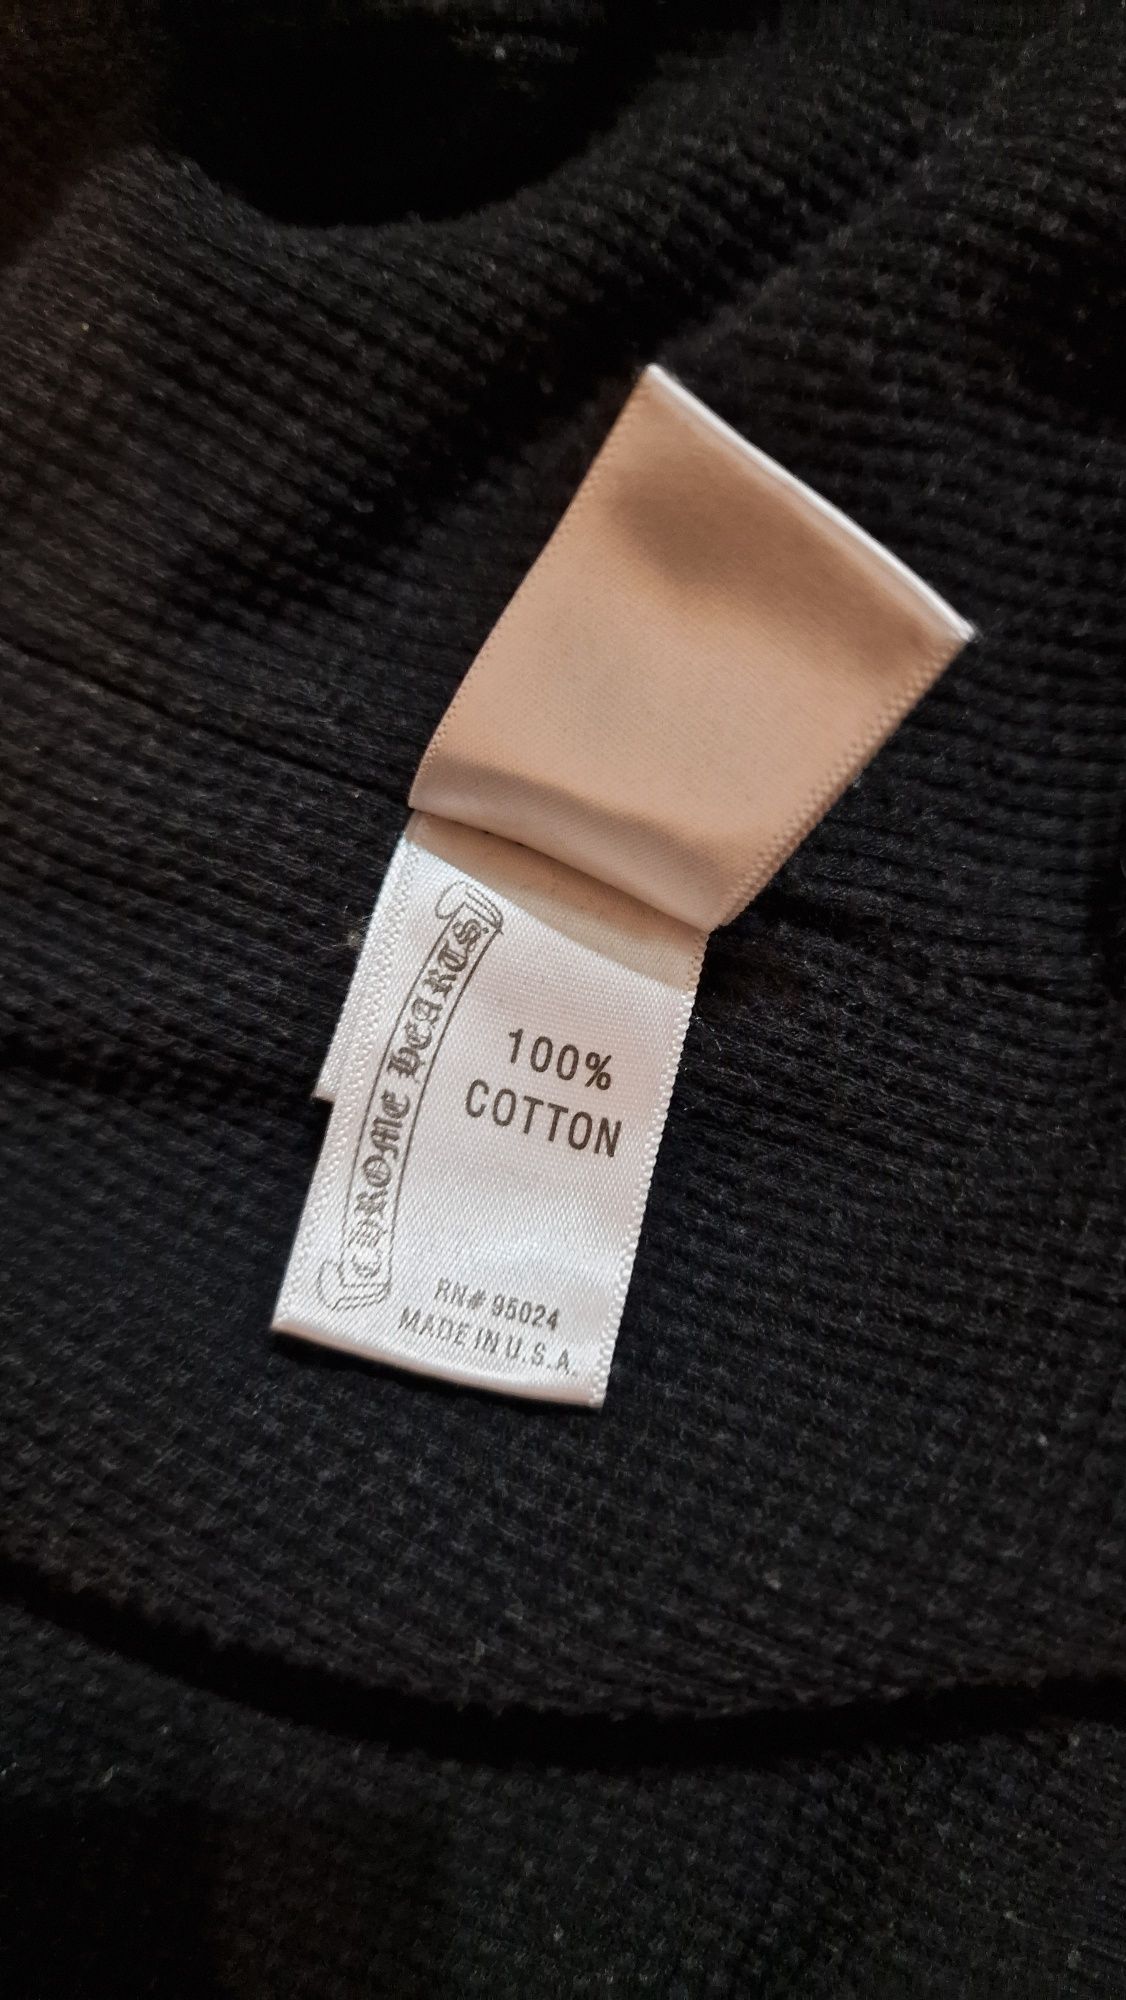 CHROME HEARTS
100%
COTTON
RN# 95024
MADE IN U.S.A.